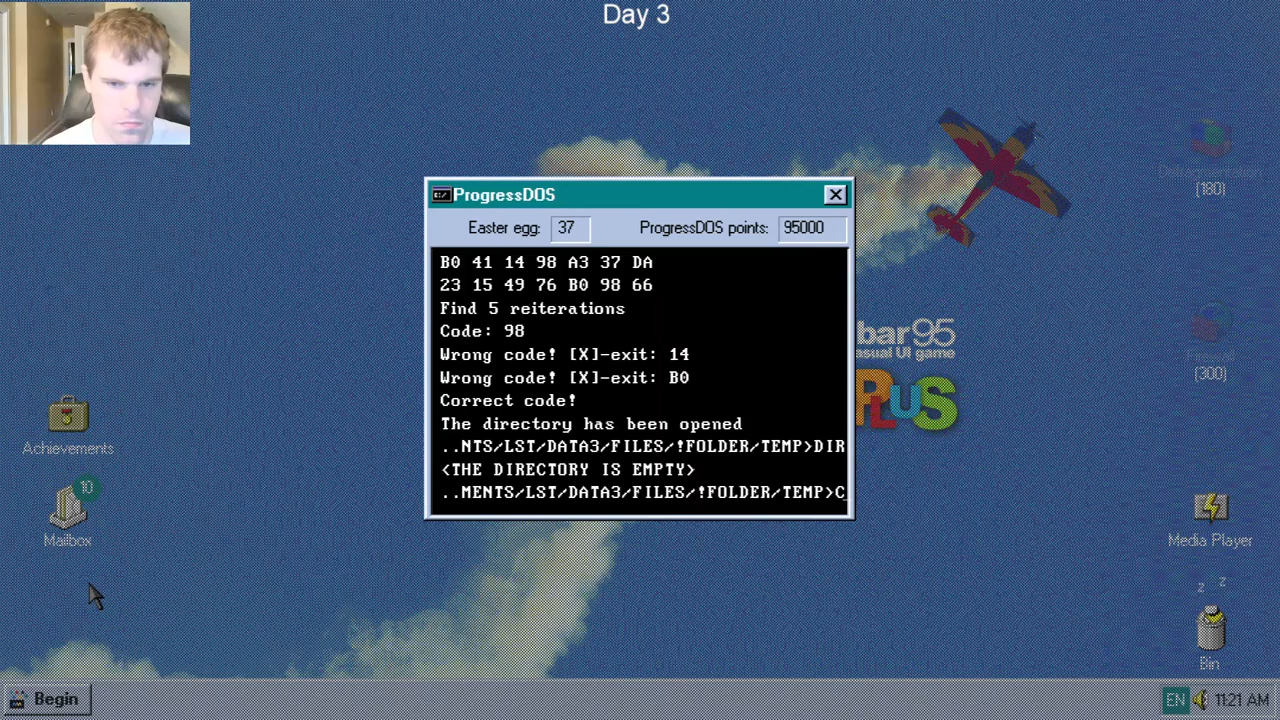 Day 3
ProgressDOS
Easter egg: 37 ProgressDOS points: 95000
B0 41 14 98 A3 37 DA
23 15 49 76 B0 98 66
Find 5 reiterations
Code: 98
Wrong code! [X]-exit: 14
Wrong code! [X]-exit: B0
Correct code!
The directory has been opened
..NTS/LST/DATA3/FILES/!FOLDER/TEMP>DIR
<THE DIRECTORY IS EMPTY>
..MENTS/LST/DATA3/FILES/!FOLDER/TEMP>C_
(180)
bar95
asual UI game
PLUS
(300)
Achievements
10
Mailbox
Media Player
z z
Bin
Begin
EN 11:21 AM